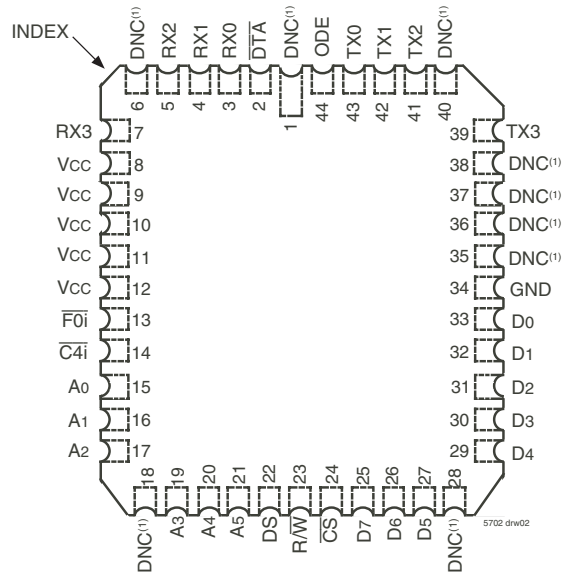 INDEX
DNC(1) RX2 RX1 RX0 DTA DNC(1) ODE TX0 TX1 TX2 DNC(1)
6 5 4 3 2 1 44 43 42 41 40
RX3 7 39 TX3
VCC 8 38 DNC(1)
VCC 9 37 DNC(1)
VCC 10 36 DNC(1)
VCC 11 35 DNC(1)
VCC 12 34 GND
F0i 13 33 D0
C4i 14 32 D1
A0 15 31 D2
A1 16 30 D3
A2 17 29 D4
18 19 20 21 22 23 24 25 26 27 28
DNC(1) A3 A4 A5 DS R/W CS D7 D6 D5 DNC(1)
5702 drw02